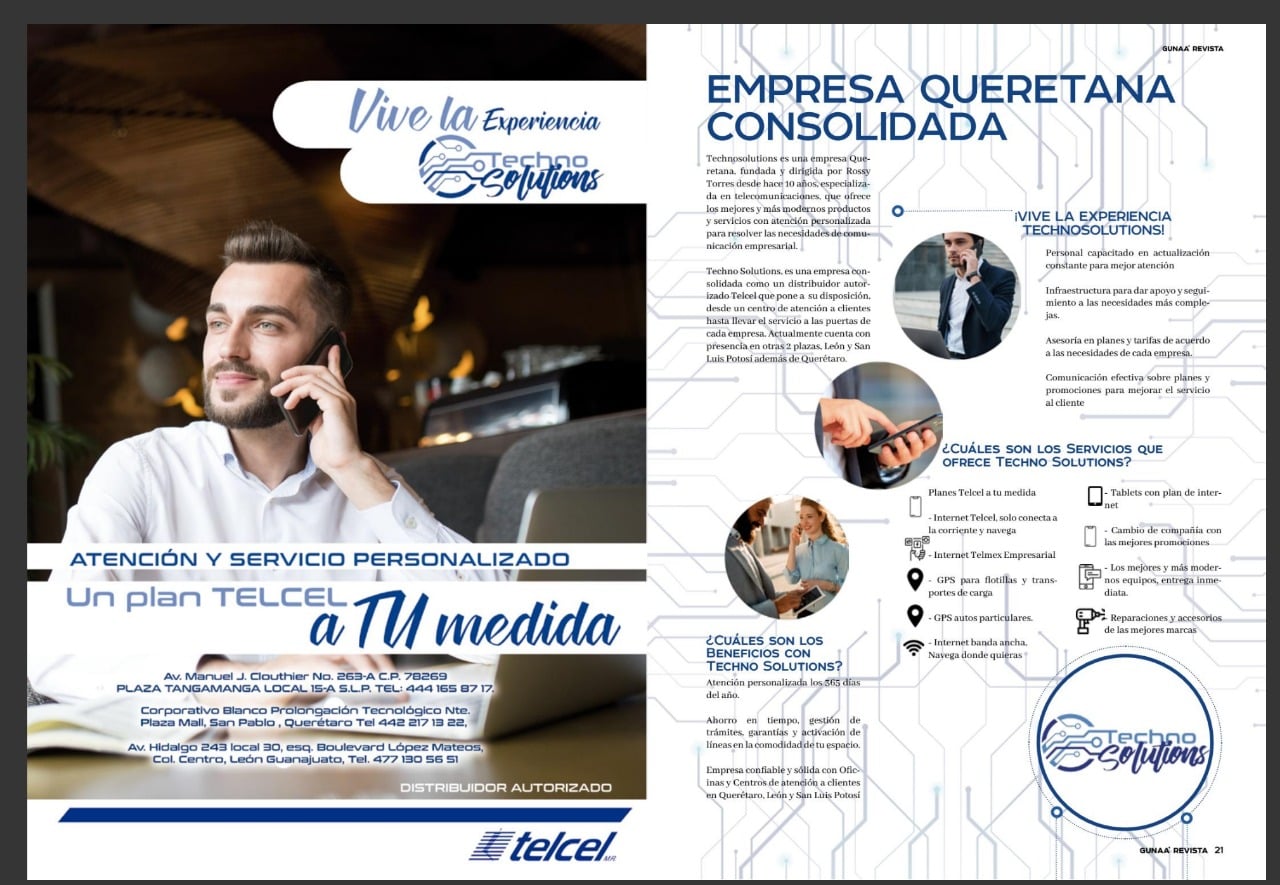 Vive la Experiencia
Techno
Solutions
ATENCIÓN Y SERVICIO PERSONALIZADO
Un plan TELCEL
a TU medida
Av. Manuel J. Clouthier No. 263-A C.P. 78269
PLAZA TANGAMANGA LOCAL 15-A S.L.P. TEL: 444 165 87 17.
Corporativo Blanco Prolongación Tecnológico Nte.
Plaza Mall, San Pablo , Querétaro Tel 442 217 13 22,
Av. Hidalgo 243 local 30, esq. Boulevard López Mateos,
Col. Centro, León Guanajuato, Tel. 477 130 56 51
DISTRIBUIDOR AUTORIZADO
telcel M.R.
GUNAA' REVISTA
EMPRESA QUERETANA
CONSOLIDADA
Technosolutions es una empresa Que-
retana, fundada y dirigida por Rossy
Torres desde hace 10 años, especializa-
da en telecomunicaciones, que ofrece
los mejores y más modernos productos
y servicios con atención personalizada
para resolver las necesidades de comu-
nicación empresarial.
Techno Solutions, es una empresa con-
solidada como un distribuidor autor-
izado Telcel que pone a su disposición,
desde un centro de atención a clientes
hasta llevar el servicio a las puertas de
cada empresa. Actualmente cuenta con
presencia en otras 2 plazas, León y San
Luis Potosí además de Querétaro.
¡VIVE LA EXPERIENCIA
TECHNOSOLUTIONS!
Personal capacitado en actualización
constante para mejor atención
Infraestructura para dar apoyo y segui-
miento a las necesidades más comple-
jas.
Asesoría en planes y tarifas de acuerdo
a las necesidades de cada empresa.
Comunicación efectiva sobre planes y
promociones para mejorar el servicio
al cliente
¿CUÁLES SON LOS SERVICIOS QUE
OFRECE TECHNO SOLUTIONS?
Planes Telcel a tu medida
- Internet Telcel, solo conecta a
la corriente y navega
- Internet Telmex Empresarial
- GPS para flotillas y trans-
portes de carga
- GPS autos particulares.
- Internet banda ancha,
Navega donde quieras
- Tablets con plan de inter-
net
- Cambio de compañía con
las mejores promociones
- Los mejores y más moder-
nos equipos, entrega inme-
diata.
- Reparaciones y accesorios
de las mejores marcas
¿CUÁLES SON LOS
BENEFICIOS CON
TECHNO SOLUTIONS?
Atención personalizada los 365 días
del año.
Ahorro en tiempo, gestión de
trámites, garantías y activación de
líneas en la comodidad de tu espacio.
Empresa confiable y sólida con Ofic-
inas y Centros de atención a clientes
en Querétaro, León y San Luis Potosí
Techno
Solutions
GUNAA' REVISTA 21